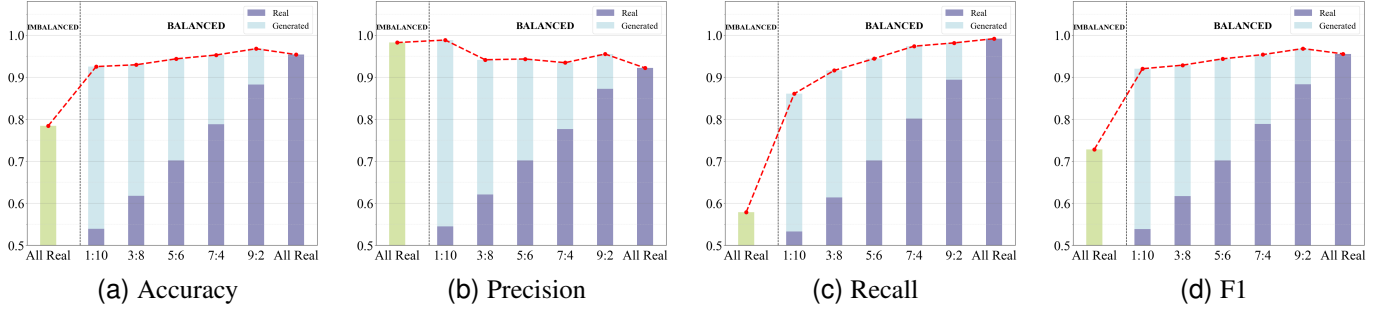 IMBALANCED
BALANCED
Real
Generated
1.0
0.9
0.8
0.7
0.6
0.5
All Real
1:10
3:8
5:6
7:4
9:2
All Real
(a) Accuracy
IMBALANCED
BALANCED
Real
Generated
1.0
0.9
0.8
0.7
0.6
0.5
All Real
1:10
3:8
5:6
7:4
9:2
All Real
(b) Precision
IMBALANCED
BALANCED
Real
Generated
1.0
0.9
0.8
0.7
0.6
0.5
All Real
1:10
3:8
5:6
7:4
9:2
All Real
(c) Recall
IMBALANCED
BALANCED
Real
Generated
1.0
0.9
0.8
0.7
0.6
0.5
All Real
1:10
3:8
5:6
7:4
9:2
All Real
(d) F1